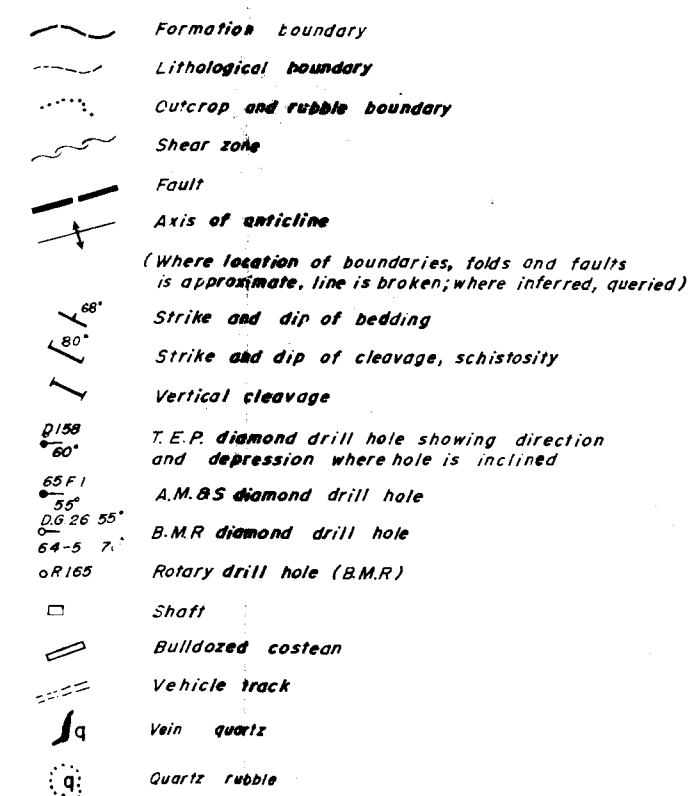 Formation boundary
Lithological boundary
Outcrop and rubble boundary
Shear zone
Fault
Axis of anticline
(Where location of boundaries, folds and faults
is approximate, line is broken; where inferred, queried)
68° Strike and dip of bedding
80° Strike and dip of cleavage, schistosity
Vertical cleavage
D158
60°
T.E.P. diamond drill hole showing direction
and depression where hole is inclined
65 F 1
55°
A.M.&S diamond drill hole
D.G. 26 55°
64-5
B.M.R diamond drill hole
R165 Rotary drill hole (B.M.R)
Shaft
Bulldozed costean
Vehicle track
q Vein quartz
q Quartz rubble